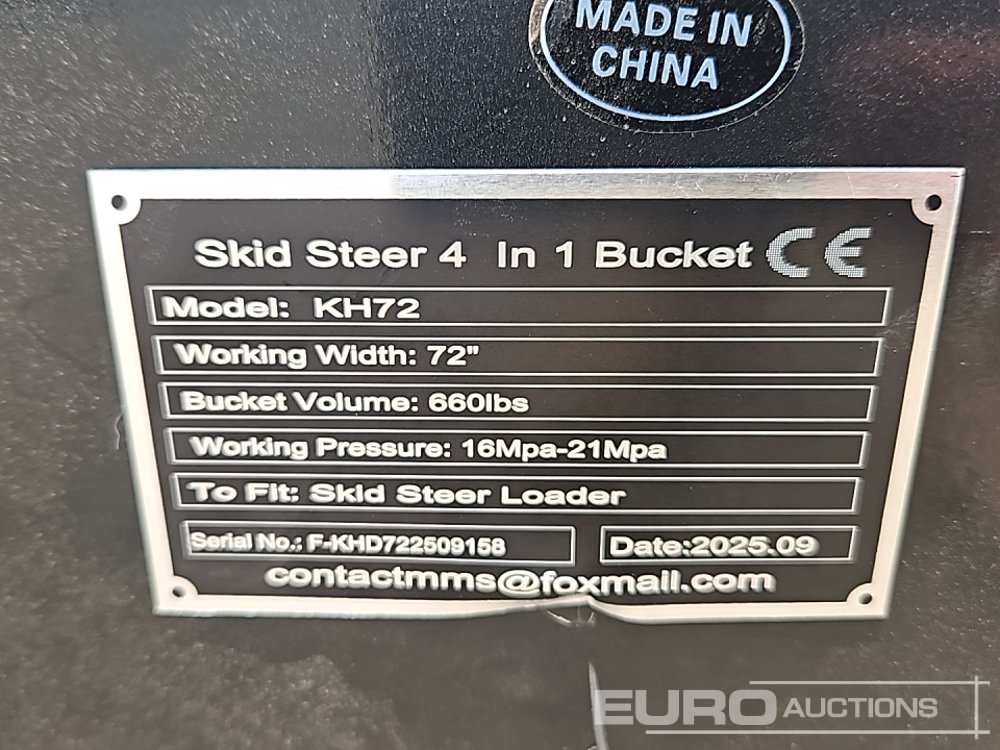 MADE IN
CHINA
Skid Steer 4 In 1 Bucket CE
Model: KH72
Working Width: 72"
Bucket Volume: 660lbs
Working Pressure: 16Mpa-21Mpa
To Fit: Skid Steer Loader
Serial No.: F-KHD722509158
Date:2025.09
contactmms@foxmail.com
EURO AUCTIONS